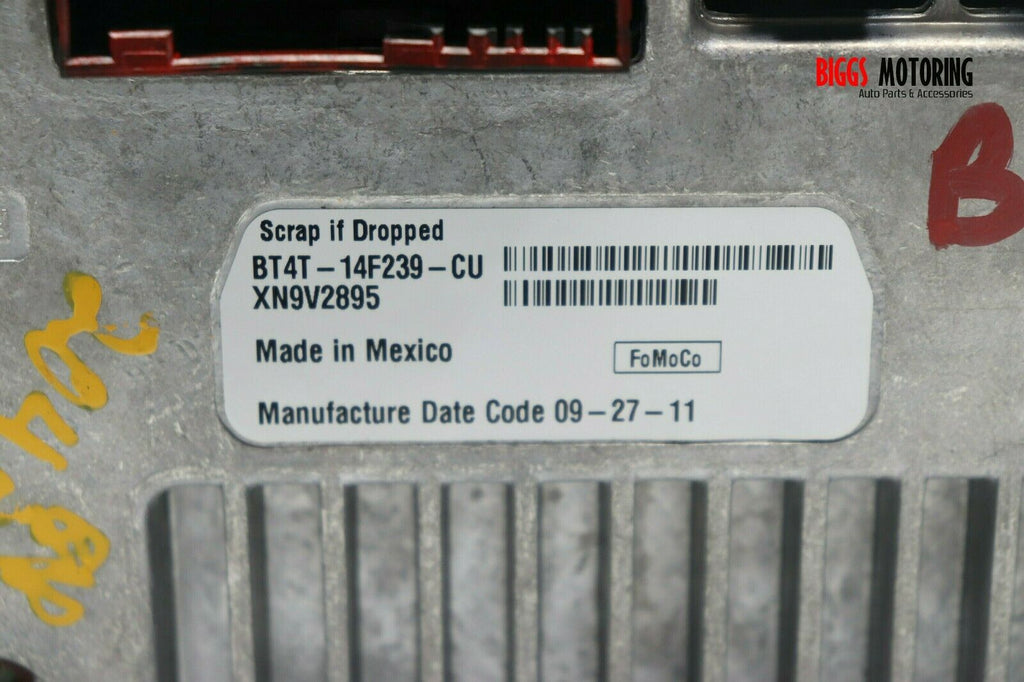 BIGGS MOTORING
Auto Parts & Accessories
B
Scrap if Dropped
BT4T-14F239-CU
XN9V2895
Made in Mexico
FoMoCo
Manufacture Date Code 09-27-11